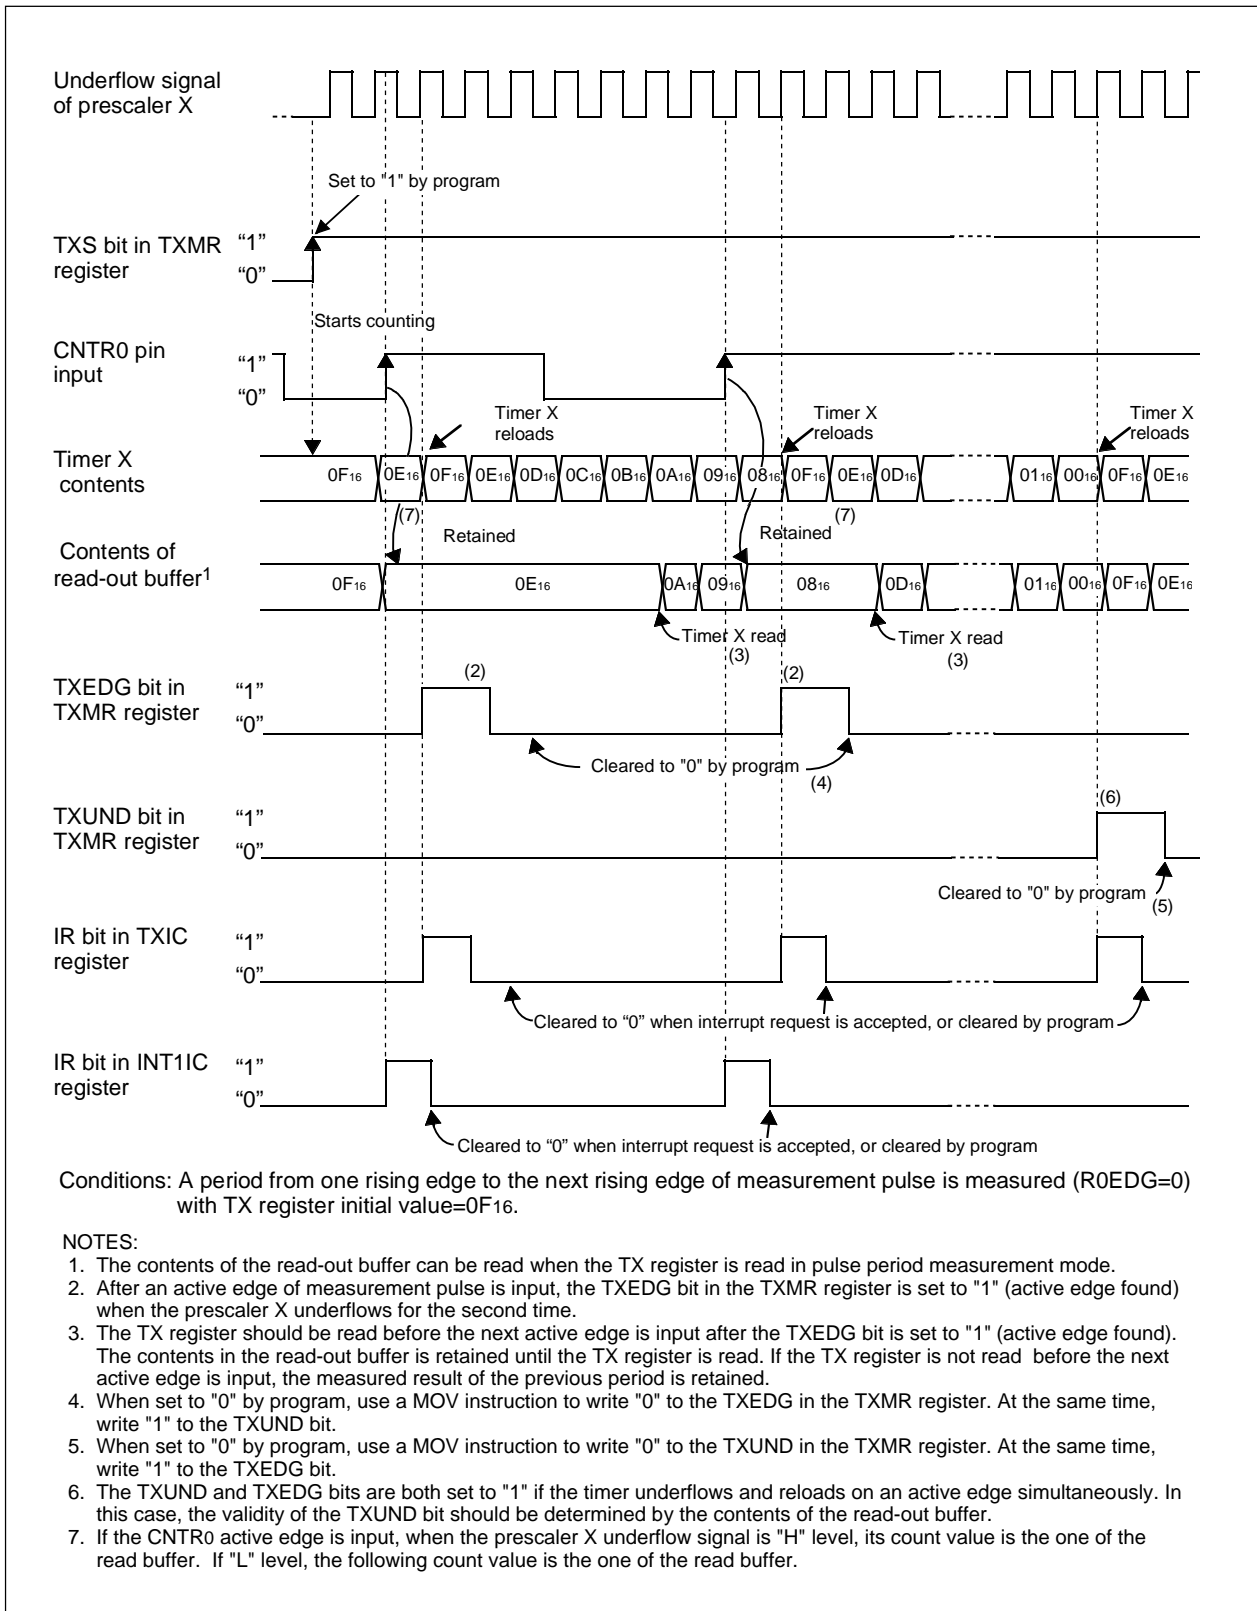 Underflow signal
of prescaler X
Set to "1" by program
TXS bit in TXMR
register
“1”
“0”
Starts counting
CNTR0 pin
input
“1”
“0”
Timer X
reloads
Timer X
reloads
Timer X
reloads
Timer X
contents
0F16 0E16 0F16 0E16 0D16 0C16 0B16 0A16 0916 0816 0F16 0E16 0D16 0116 0016 0F16 0E16
(7)
(7)
Retained
Retained
Contents of
read-out buffer1
0F16 0E16 0A16 0916 0816 0D16 0116 0016 0F16 0E16
Timer X read
(3)
Timer X read
(3)
TXEDG bit in
TXMR register
“1”
“0”
(2)
(2)
Cleared to "0" by program
(4)
TXUND bit in
TXMR register
“1”
“0”
(6)
Cleared to "0" by program
(5)
IR bit in TXIC
register
“1”
“0”
Cleared to “0” when interrupt request is accepted, or cleared by program
IR bit in INT1IC
register
“1”
“0”
Cleared to “0” when interrupt request is accepted, or cleared by program
Conditions: A period from one rising edge to the next rising edge of measurement pulse is measured (R0EDG=0)
with TX register initial value=0F16.
NOTES:
1. The contents of the read-out buffer can be read when the TX register is read in pulse period measurement mode.
2. After an active edge of measurement pulse is input, the TXEDG bit in the TXMR register is set to "1" (active edge found)
when the prescaler X underflows for the second time.
3. The TX register should be read before the next active edge is input after the TXEDG bit is set to "1" (active edge found).
The contents in the read-out buffer is retained until the TX register is read. If the TX register is not read before the next
active edge is input, the measured result of the previous period is retained.
4. When set to "0" by program, use a MOV instruction to write "0" to the TXEDG in the TXMR register. At the same time,
write "1" to the TXUND bit.
5. When set to "0" by program, use a MOV instruction to write "0" to the TXUND in the TXMR register. At the same time,
write "1" to the TXEDG bit.
6. The TXUND and TXEDG bits are both set to "1" if the timer underflows and reloads on an active edge simultaneously. In
this case, the validity of the TXUND bit should be determined by the contents of the read-out buffer.
7. If the CNTR0 active edge is input, when the prescaler X underflow signal is "H" level, its count value is the one of the
read buffer. If "L" level, the following count value is the one of the read buffer.